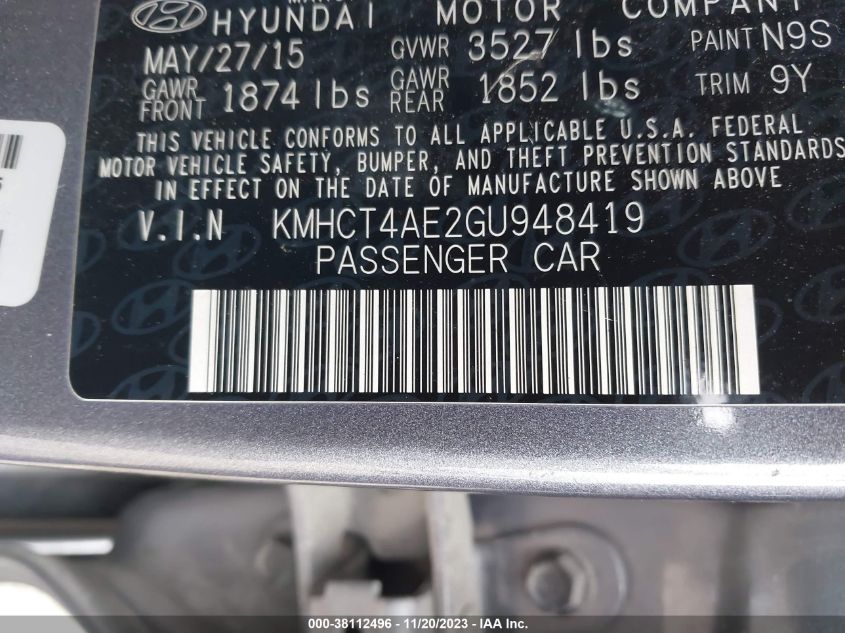 HYUNDAI MOTOR COMPANY
MAY/27/15 GVWR 3527 lbs PAINT N9S
GAWR FRONT 1874 lbs GAWR REAR 1852 lbs TRIM 9Y
THIS VEHICLE CONFORMS TO ALL APPLICABLE U.S.A. FEDERAL
MOTOR VEHICLE SAFETY, BUMPER, AND THEFT PREVENTION STANDARDS
IN EFFECT ON THE DATE OF MANUFACTURE SHOWN ABOVE
V.I.N KMHCT4AE2GU948419
PASSENGER CAR
000-38112496 - 11/20/2023 - IAA Inc.